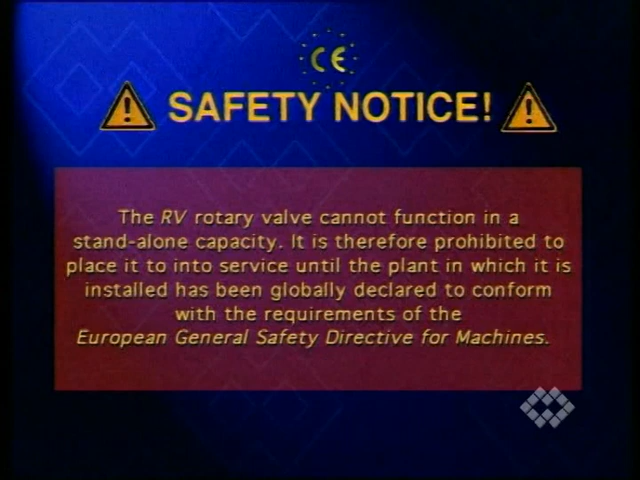 CE
SAFETY NOTICE!
The RV rotary valve cannot function in a
stand-alone capacity. It is therefore prohibited to
place it to into service until the plant in which it is
installed has been globally declared to conform
with the requirements of the
European General Safety Directive for Machines.